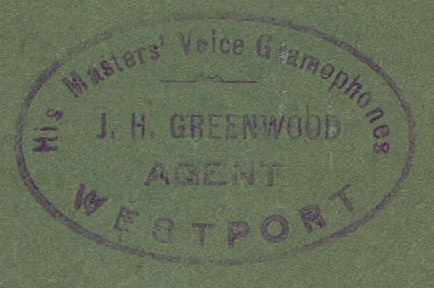 His Masters' Voice Gramophones
J. H. GREENWOOD
AGENT
WESTPORT